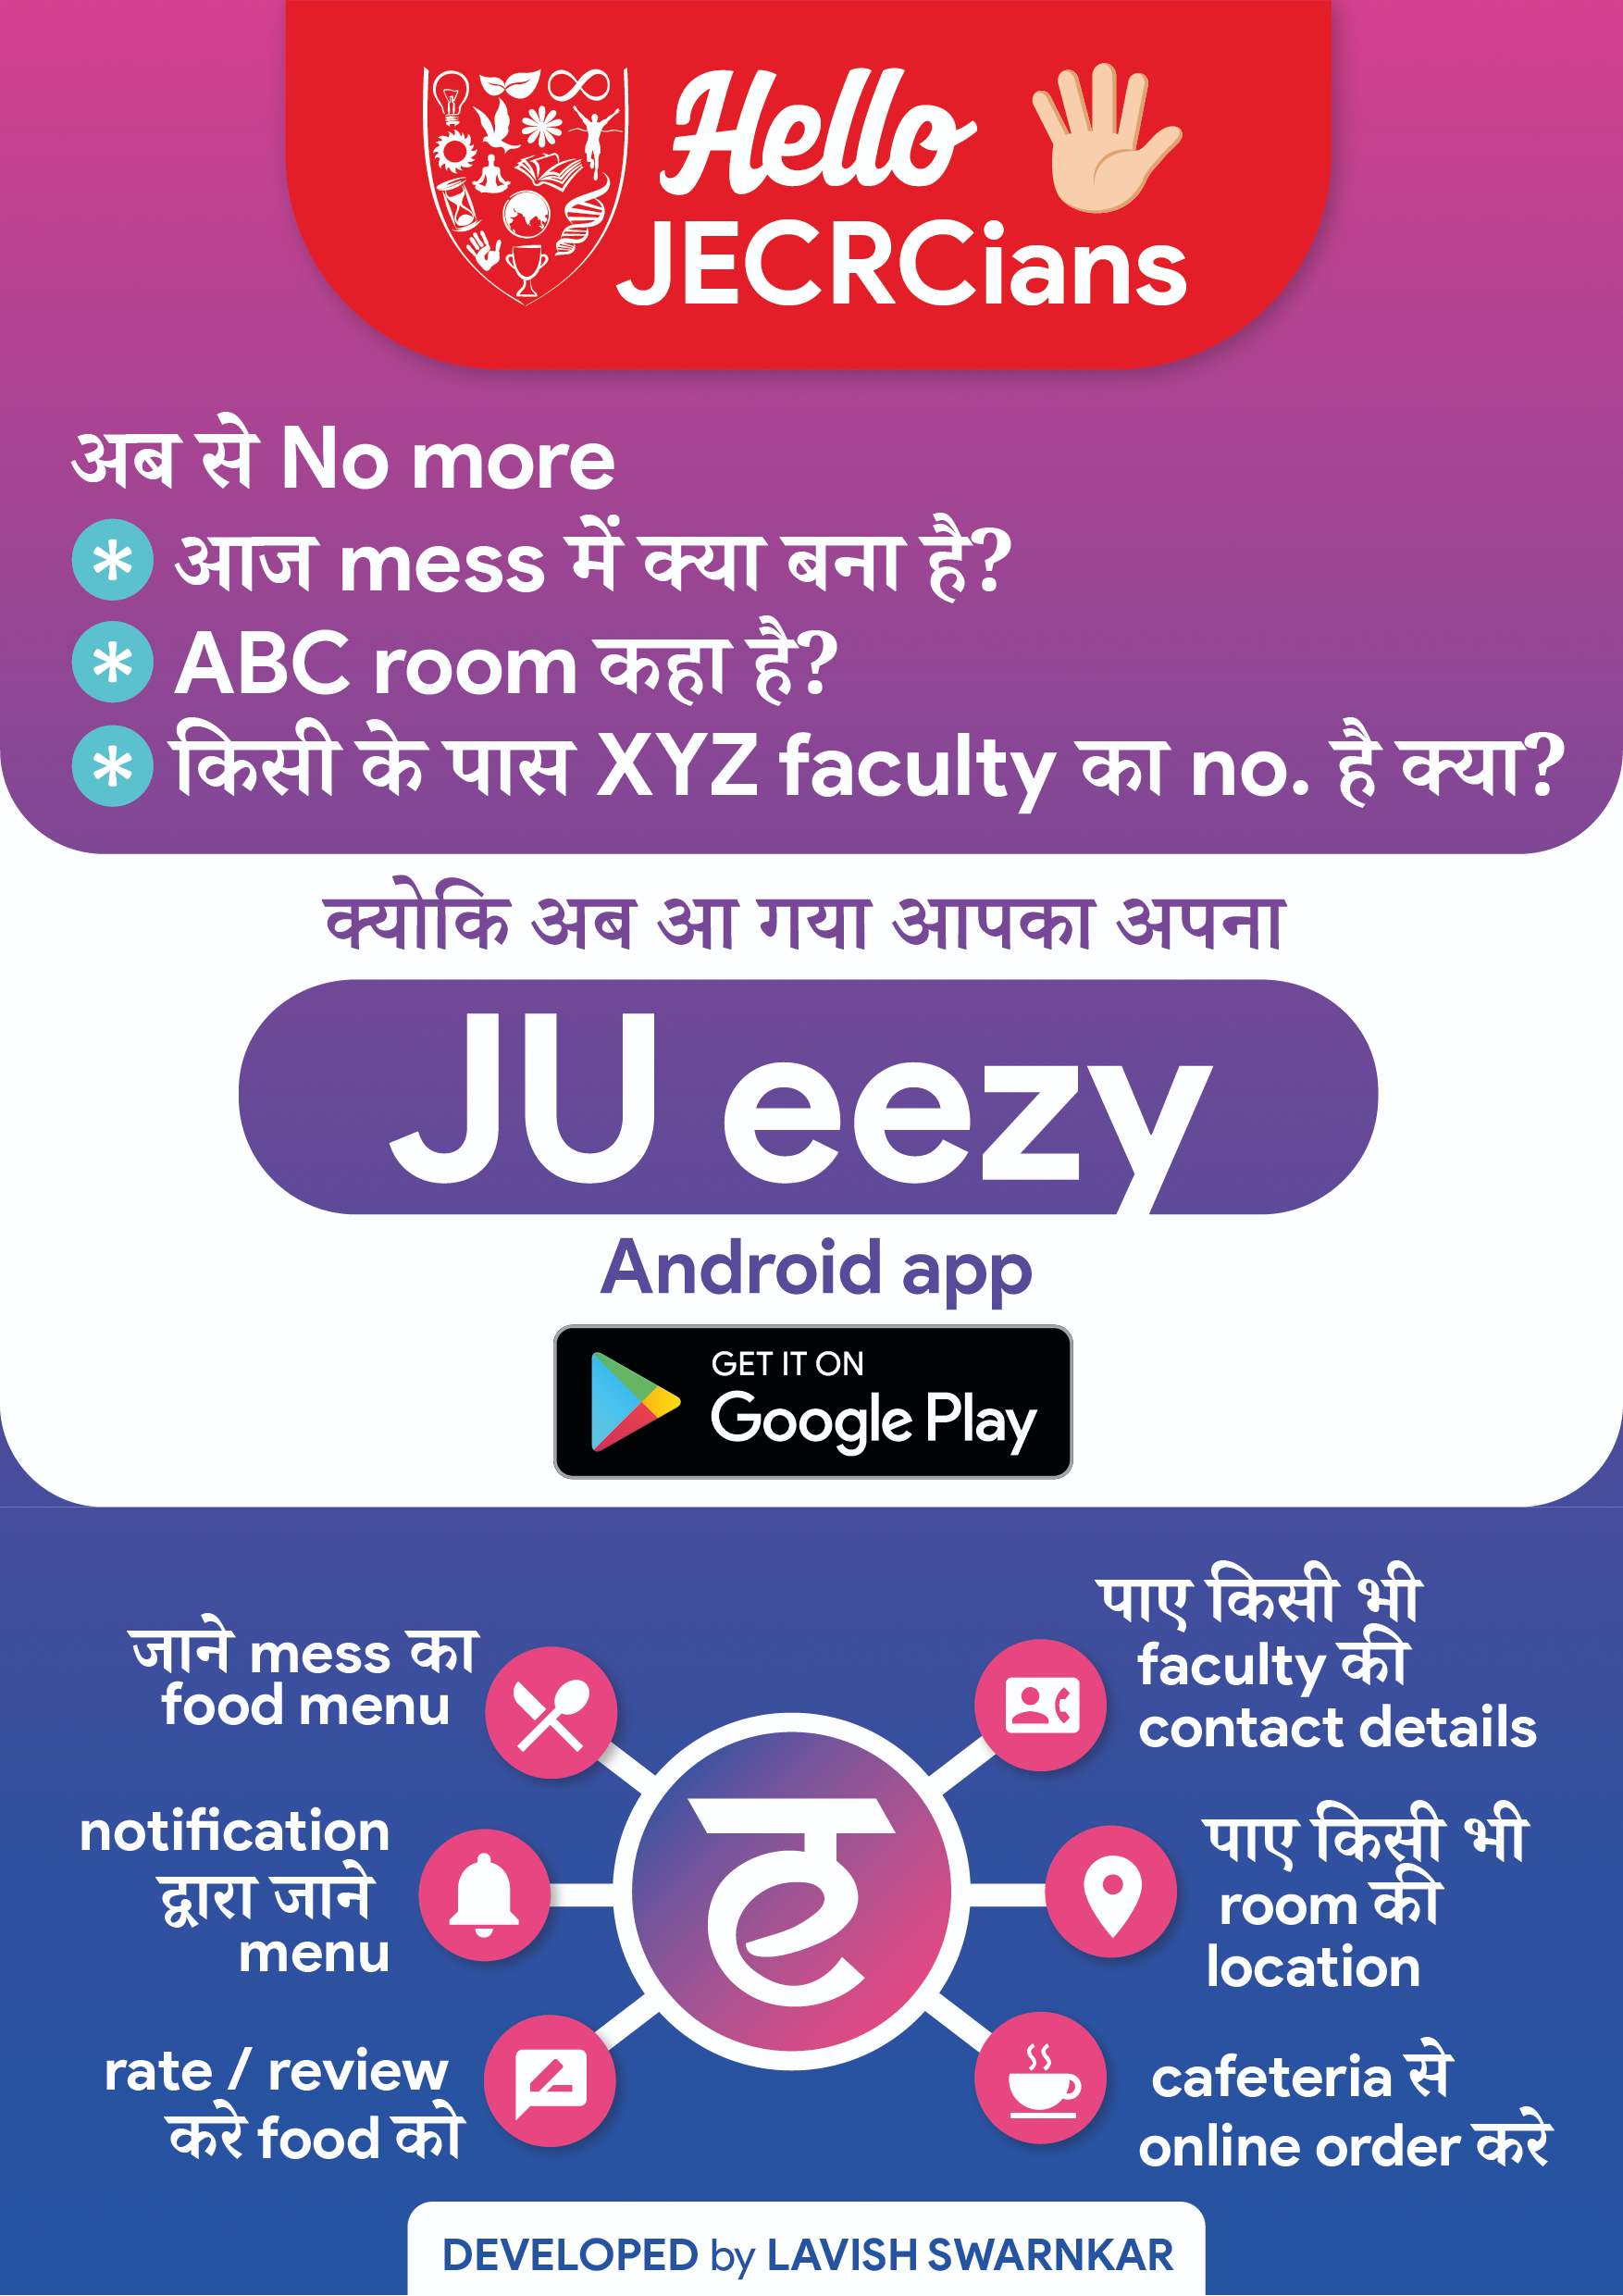 Hello
JECRCians
अब से No more
* आज mess में क्या बना है?
* ABC room कहा है?
* किसी के पास XYZ faculty का no. है क्या?
क्योकि अब आ गया आपका अपना
JU eezy
Android app
GET IT ON
Google Play
जाने mess का
food menu
notification
द्वारा जाने
menu
rate / review
करे food को
पाए किसी भी
faculty की
contact details
पाए किसी भी
room की
location
cafeteria से
online order करे
DEVELOPED by LAVISH SWARNKAR